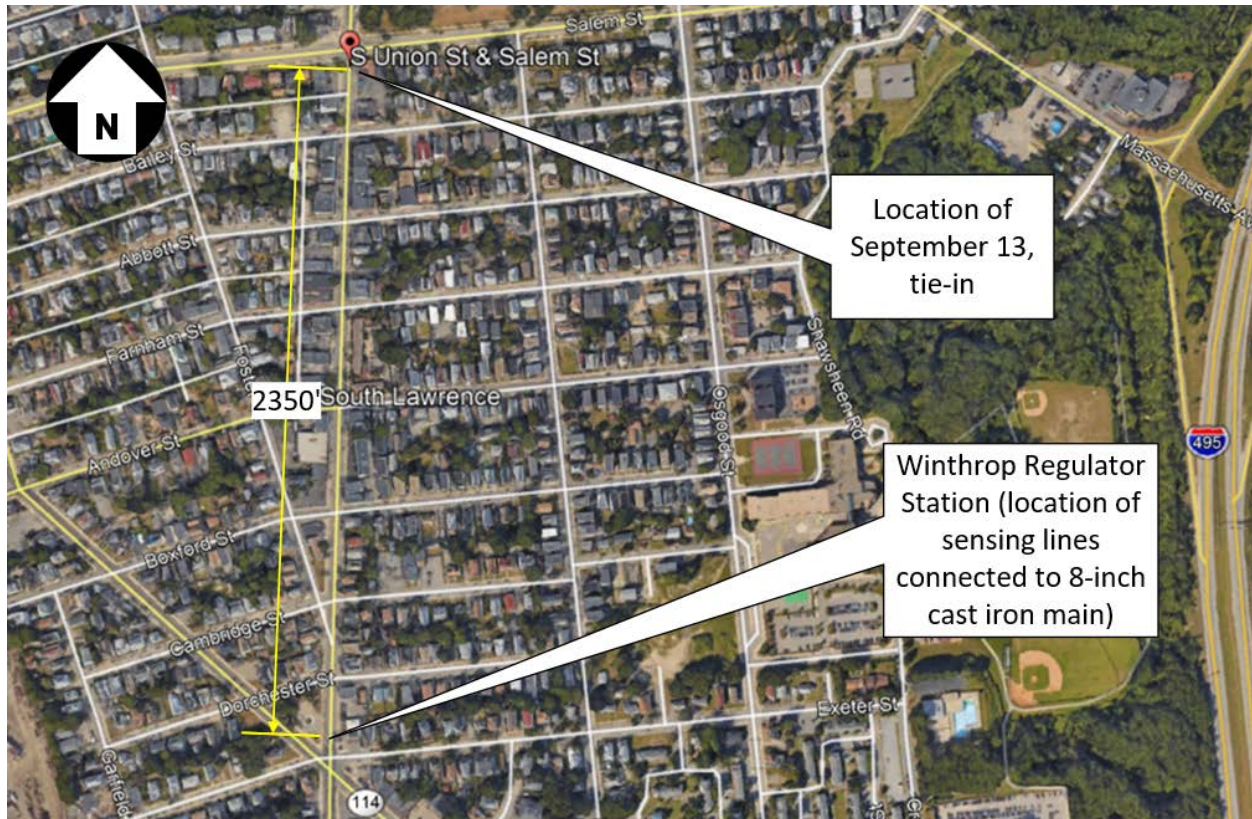 Salem St
N
S Union St & Salem St
Bailey St
Massachusetts A
Location of
September 13,
tie-in
Abbott St
Farnham St
Foste
Shawsheen Rd
2350'
South Lawrence
Osgood St
Andover St
495
Winthrop Regulator
Station (location of
sensing lines
connected to 8-inch
cast iron main)
Boxford St
Cambridge St
Dorchester St
Exeter St
Garfield
114